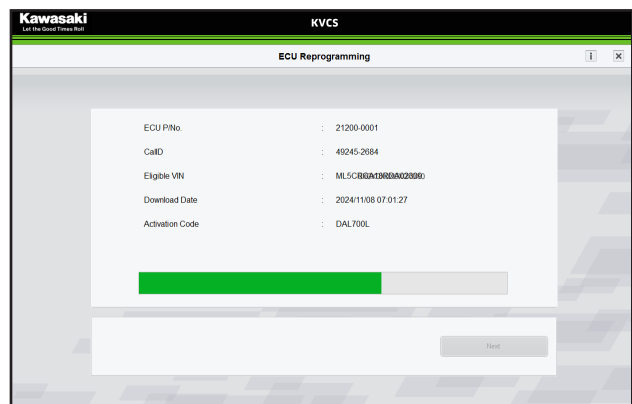 Kawasaki
Let the Good Times Roll
KVCS
ECU Reprogramming
i
ECU P/No. : 21200-0001
CalID : 49245-2684
Eligible VIN :
Download Date : 2024/11/08 07:01:27
Activation Code : DAL700L
Next